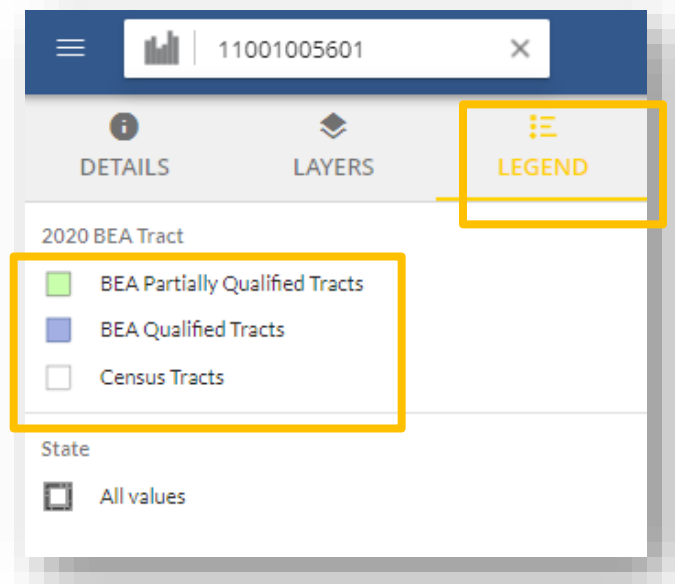 11001005601
DETAILS LAYERS LEGEND
2020 BEA Tract
BEA Partially Qualified Tracts
BEA Qualified Tracts
Census Tracts
State
All values